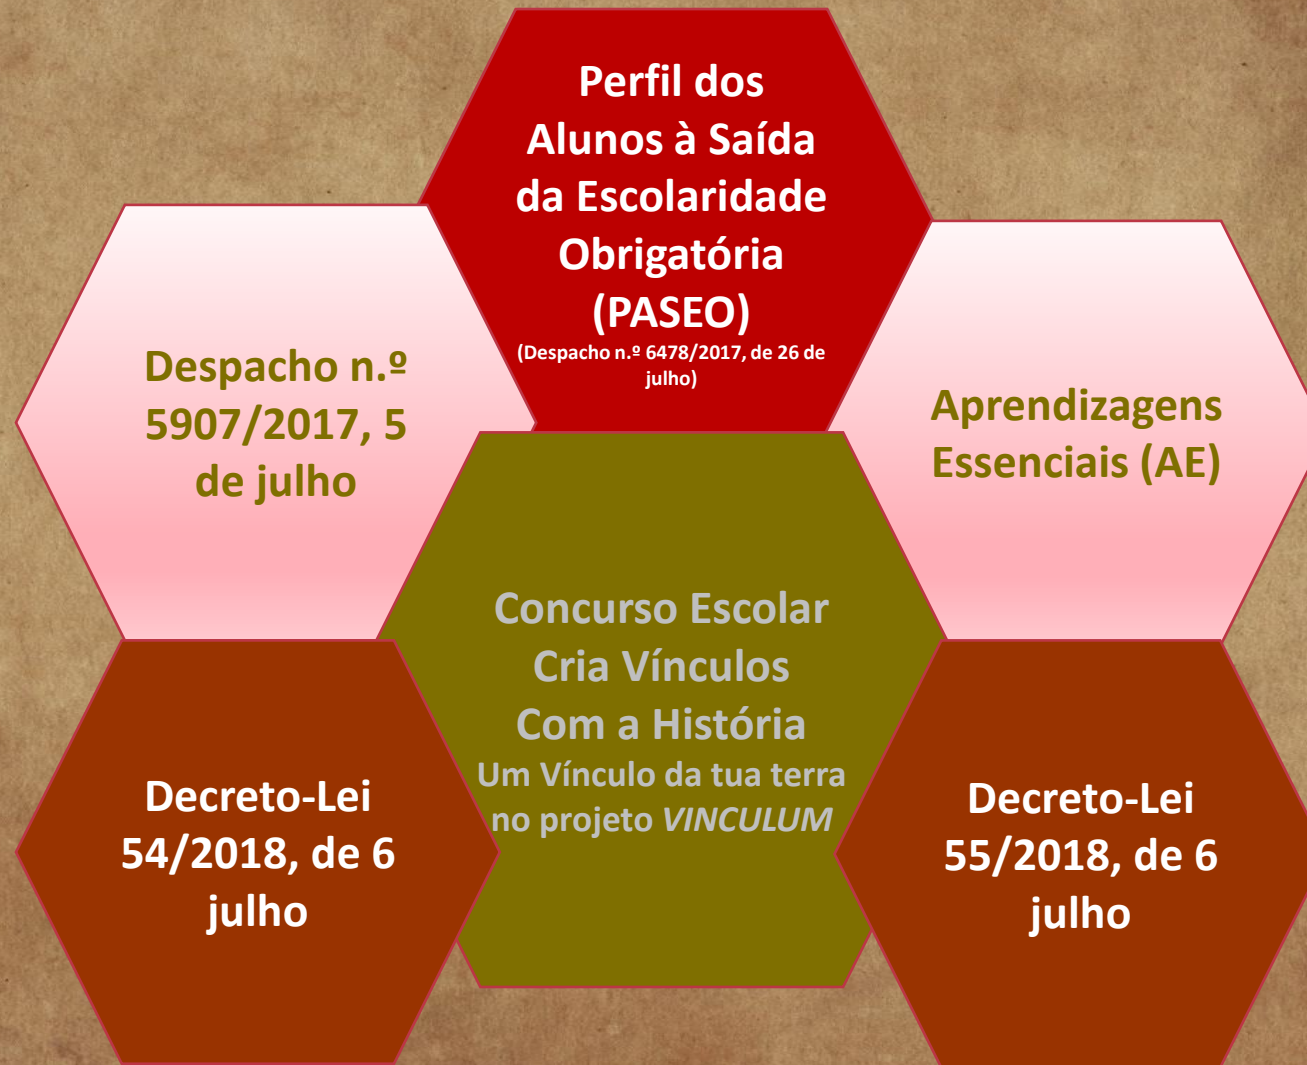 Perfil dos
Alunos à Saída
da Escolaridade
Obrigatória
(PASEO)
(Despacho n.º 6478/2017, de 26 de
julho)
Despacho n.º
5907/2017, 5
de julho
Aprendizagens
Essenciais (AE)
Concurso Escolar
Cria Vínculos
Com a História
Um Vínculo da tua terra
no projeto VINCULUM
Decreto-Lei
54/2018, de 6
julho
Decreto-Lei
55/2018, de 6
julho